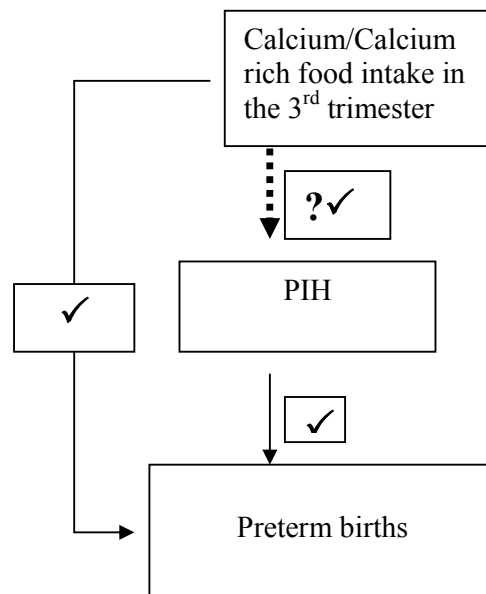 Calcium/Calcium
rich food intake in
the 3rd trimester
?✓
PIH
✓
✓
Preterm births